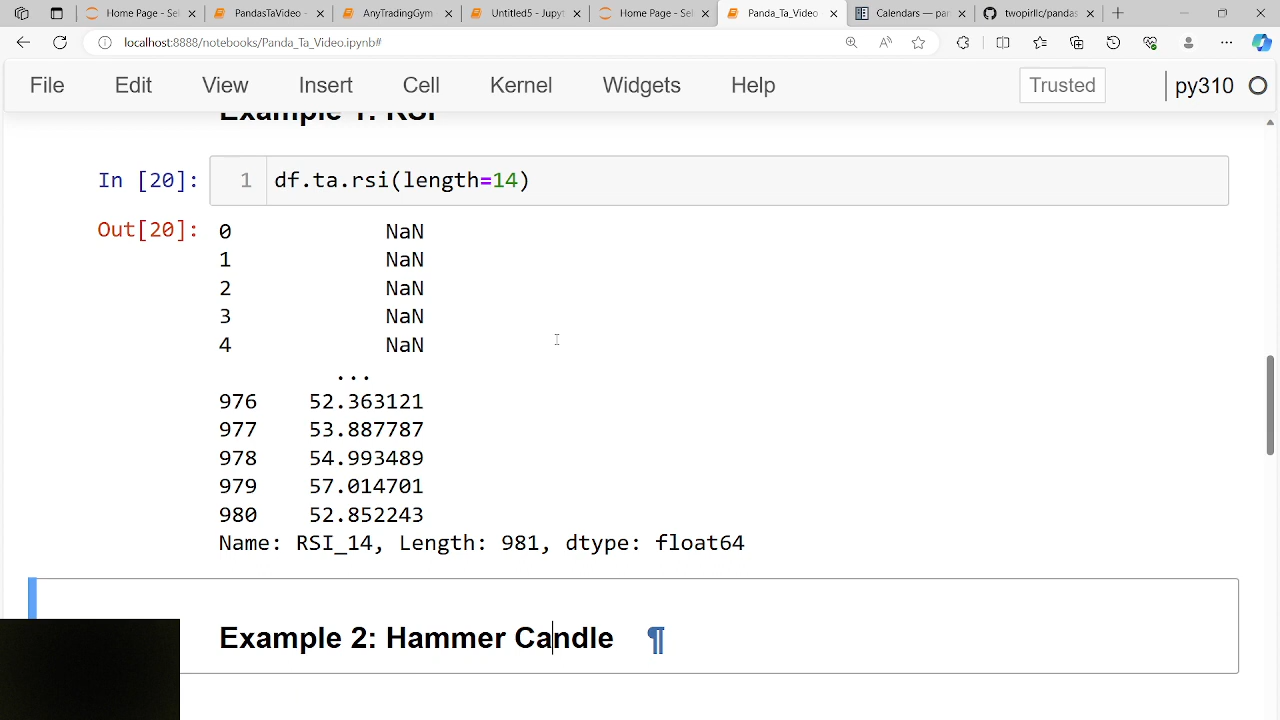 Home Page - Sel
PandasTaVideo -
AnyTradingGym
Untitled5 - Jupyt
Home Page - Sel
Panda_Ta_Video
Calendars — par
twopirllc/pandas
localhost:8888/notebooks/Panda_Ta_Video.ipynb#
File Edit View Insert Cell Kernel Widgets Help Trusted py310
Example 1: RSI
In [20]: 1 df.ta.rsi(length=14)
Out[20]: 0 NaN
1 NaN
2 NaN
3 NaN
4 NaN
...
976 52.363121
977 53.887787
978 54.993489
979 57.014701
980 52.852243
Name: RSI_14, Length: 981, dtype: float64
Example 2: Hammer Candle ¶